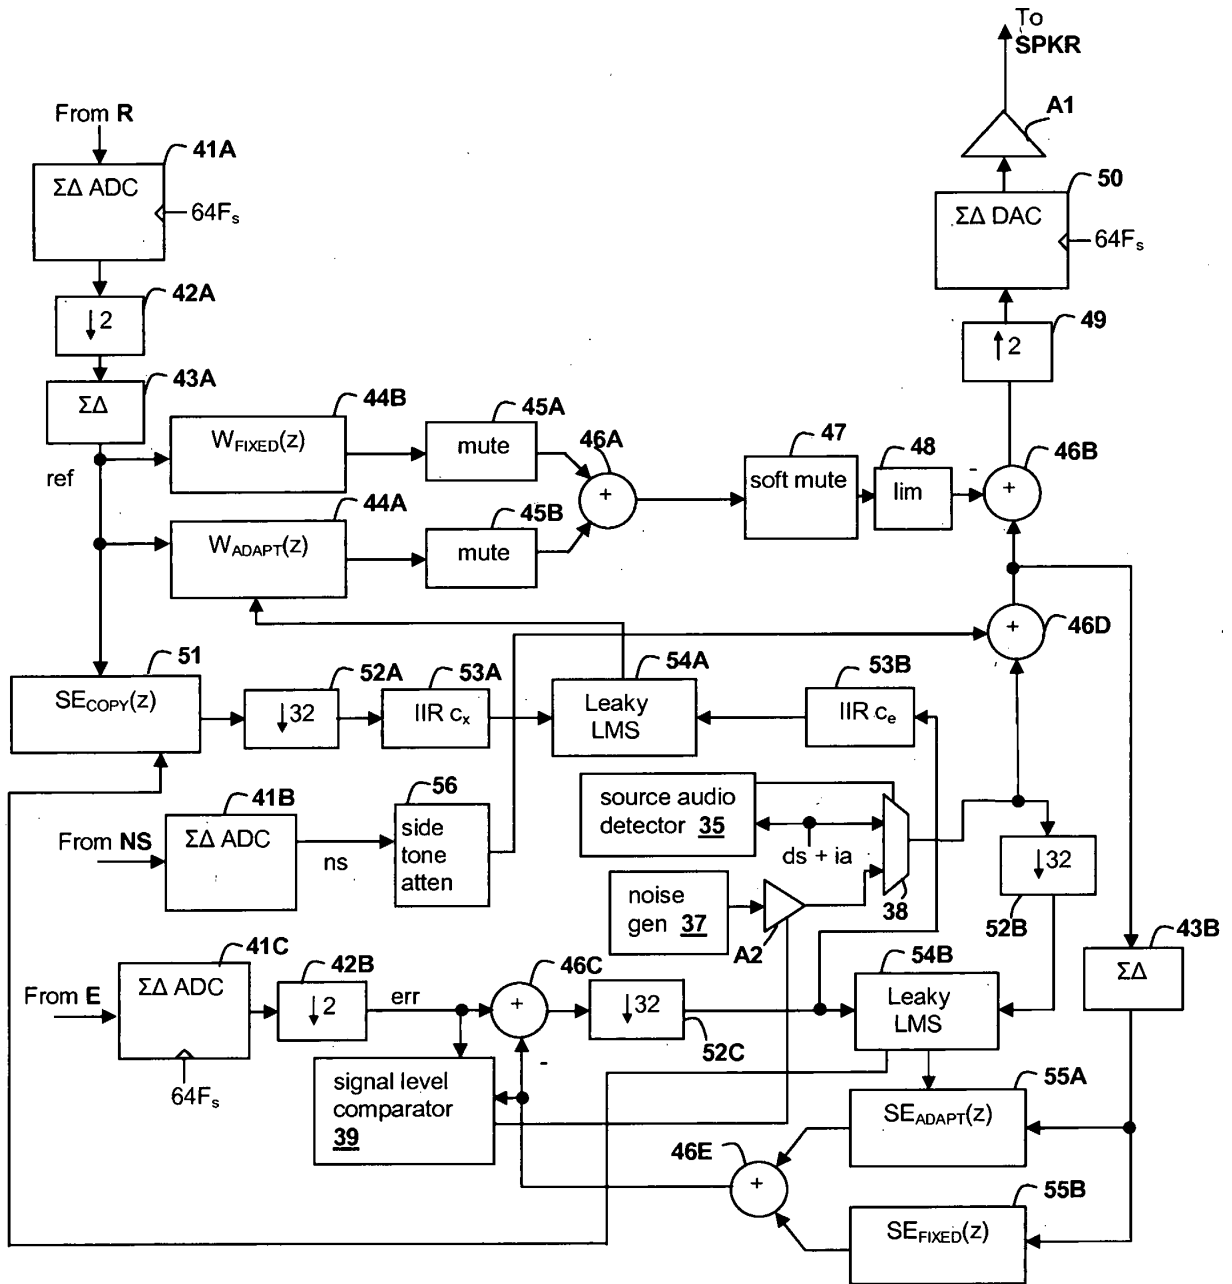 To
SPKR
A1
From R
41A
ΣΔ ADC
64Fs
50
ΣΔ DAC
64Fs
42A
↓2
49
↑2
43A
ΣΔ
ref
44B
WFIXED(z)
45A
mute
46A
+
47
soft mute
48
lim
-
46B
+
44A
WADAPT(z)
45B
mute
46D
+
51
SECOPY(z)
52A
↓32
53A
IIR cx
54A
Leaky
LMS
53B
IIR ce
From NS
41B
ΣΔ ADC
ns
56
side
tone
atten
source audio
detector 35
ds + ia
38
noise
gen 37
A2
↓32
52B
43B
ΣΔ
From E
41C
ΣΔ ADC
64Fs
42B
↓2
err
46C
+
-
↓32
52C
54B
Leaky
LMS
signal level
comparator
39
55A
SEADAPT(z)
46E
+
55B
SEFIXED(z)